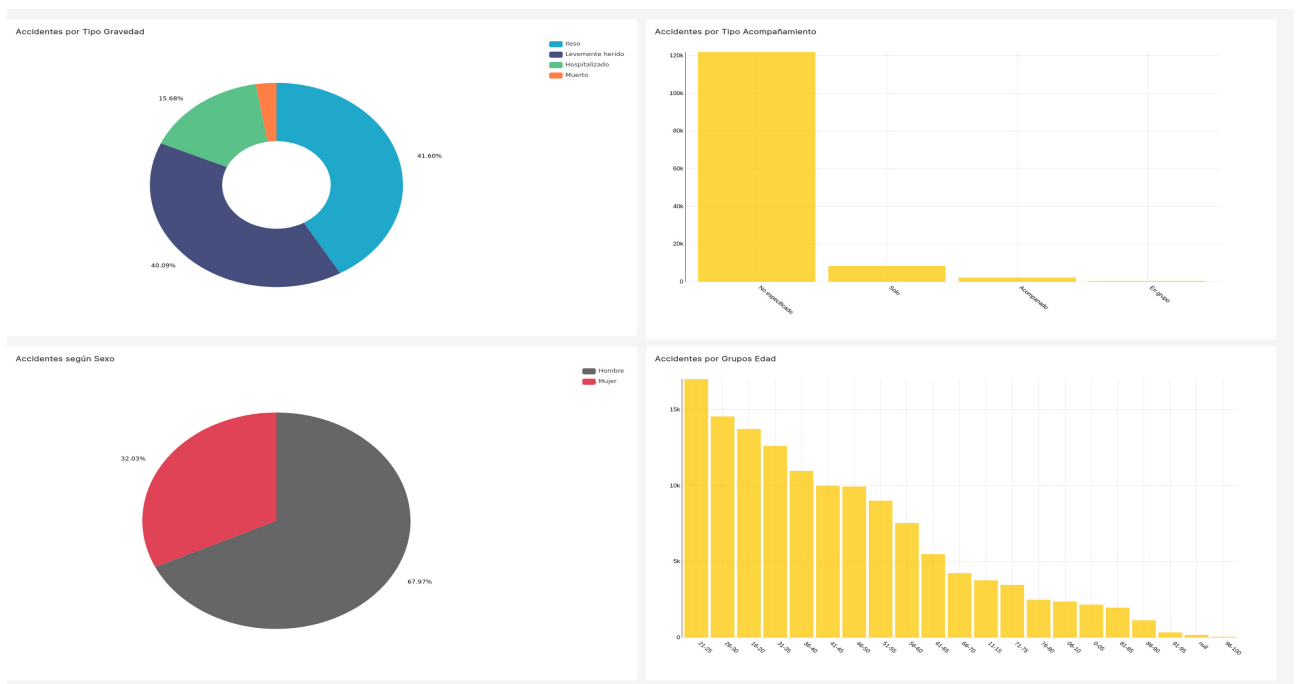 Accidentes por Tipo Gravedad
Ileso
Levemente herido
Hospitalizado
Muerto
15.68%
41.60%
40.09%
Accidentes por Tipo Acompañamiento
120k
100k
80k
60k
40k
20k
0
No especificado
Solo
Acompanado
En grupo
Accidentes según Sexo
Hombre
Mujer
32.03%
67.97%
Accidentes por Grupos Edad
15k
10k
5k
0
21-25
26-30
16-20
31-35
36-40
41-45
46-50
51-55
56-60
61-65
66-70
11-15
71-75
76-80
06-10
0-05
81-85
86-90
91-95
null
96-100